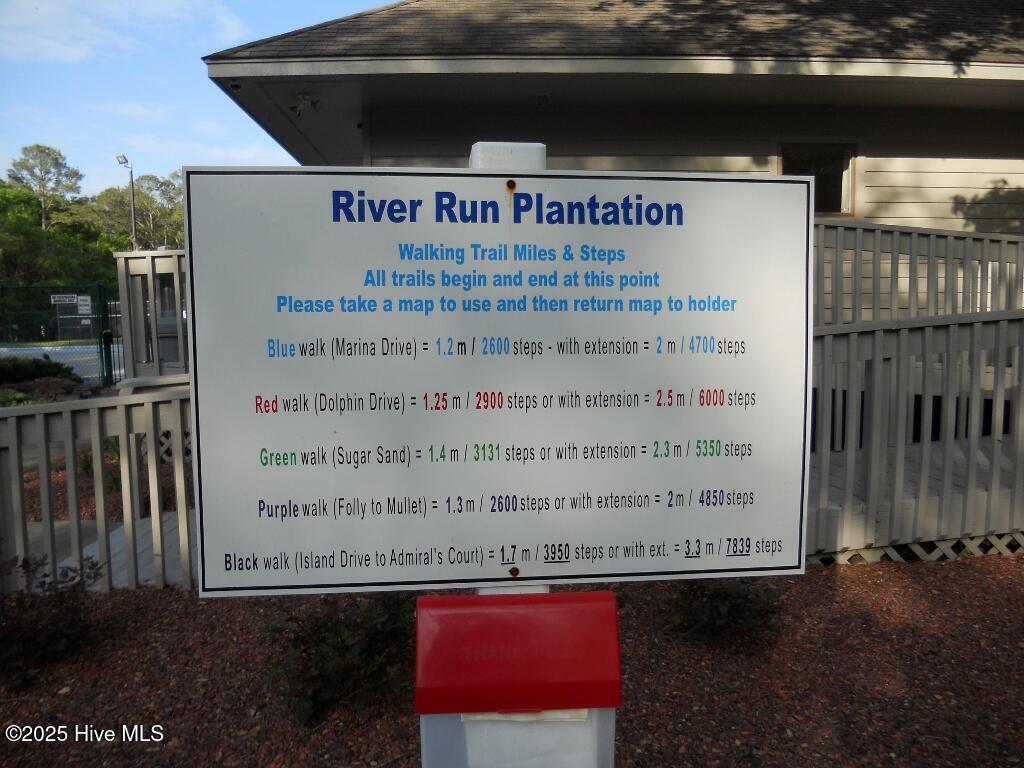 River Run Plantation
Walking Trail Miles & Steps
All trails begin and end at this point
Please take a map to use and then return map to holder
Blue walk (Marina Drive) = 1.2 m / 2600 steps - with extension = 2 m / 4700 steps
Red walk (Dolphin Drive) = 1.25 m / 2900 steps or with extension = 2.5 m / 6000 steps
Green walk (Sugar Sand) = 1.4 m / 3131 steps or with extension = 2.3 m / 5350 steps
Purple walk (Folly to Mullet) = 1.3 m / 2600 steps or with extension = 2 m / 4850 steps
Black walk (Island Drive to Admiral's Court) = 1.7 m / 3950 steps or with ext. = 3.3 m / 7839 steps
©2025 Hive MLS